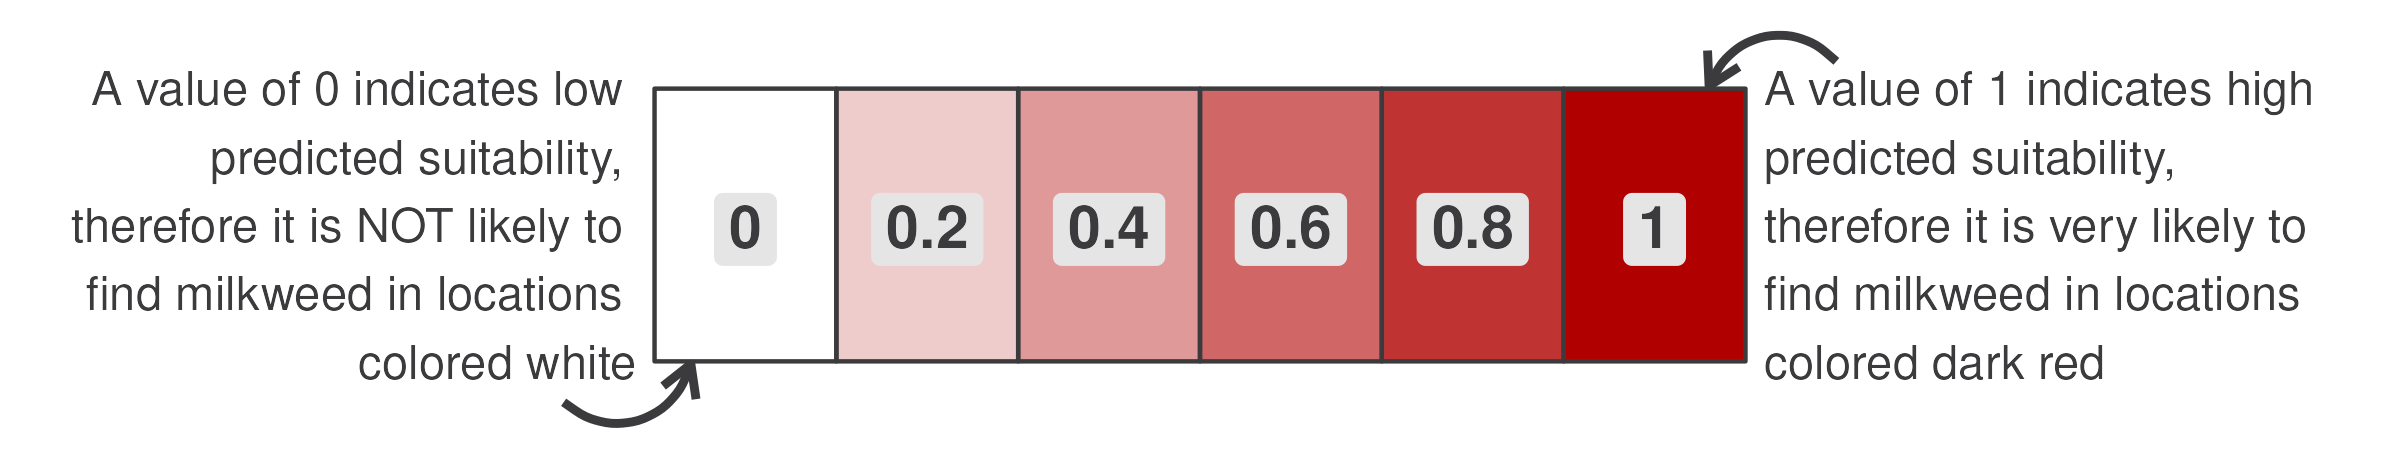 A value of 0 indicates low
predicted suitability,
therefore it is NOT likely to
find milkweed in locations
colored white
0
0.2
0.4
0.6
0.8
1
A value of 1 indicates high
predicted suitability,
therefore it is very likely to
find milkweed in locations
colored dark red